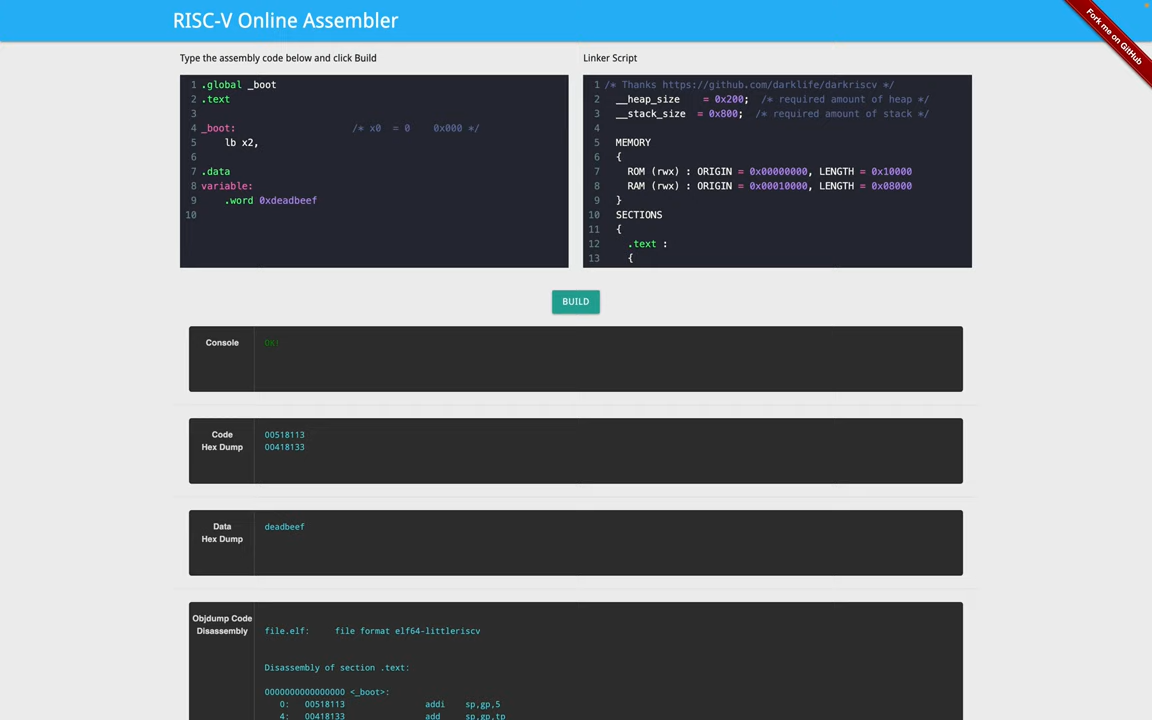 RISC-V Online Assembler
Fork me on GitHub
Type the assembly code below and click Build
1 .global _boot
2 .text
3
4 _boot: /* x0 = 0 0x000 */
5 lb x2,
6
7 .data
8 variable:
9 .word 0xdeadbeef
10
Linker Script
1 /* Thanks https://github.com/darklife/darkriscv */
2 __heap_size = 0x200; /* required amount of heap */
3 __stack_size = 0x800; /* required amount of stack */
4
5 MEMORY
6 {
7 ROM (rwx) : ORIGIN = 0x00000000, LENGTH = 0x10000
8 RAM (rwx) : ORIGIN = 0x00010000, LENGTH = 0x08000
9 }
10 SECTIONS
11 {
12 .text :
13 {
BUILD
Console
OK!
Code
Hex Dump
00518113
00418133
Data
Hex Dump
deadbeef
Objdump Code
Disassembly
file.elf: file format elf64-littleriscv
Disassembly of section .text:
0000000000000000 <_boot>:
0: 00518113 addi sp,gp,5
4: 00418133 add sp,gp,tp